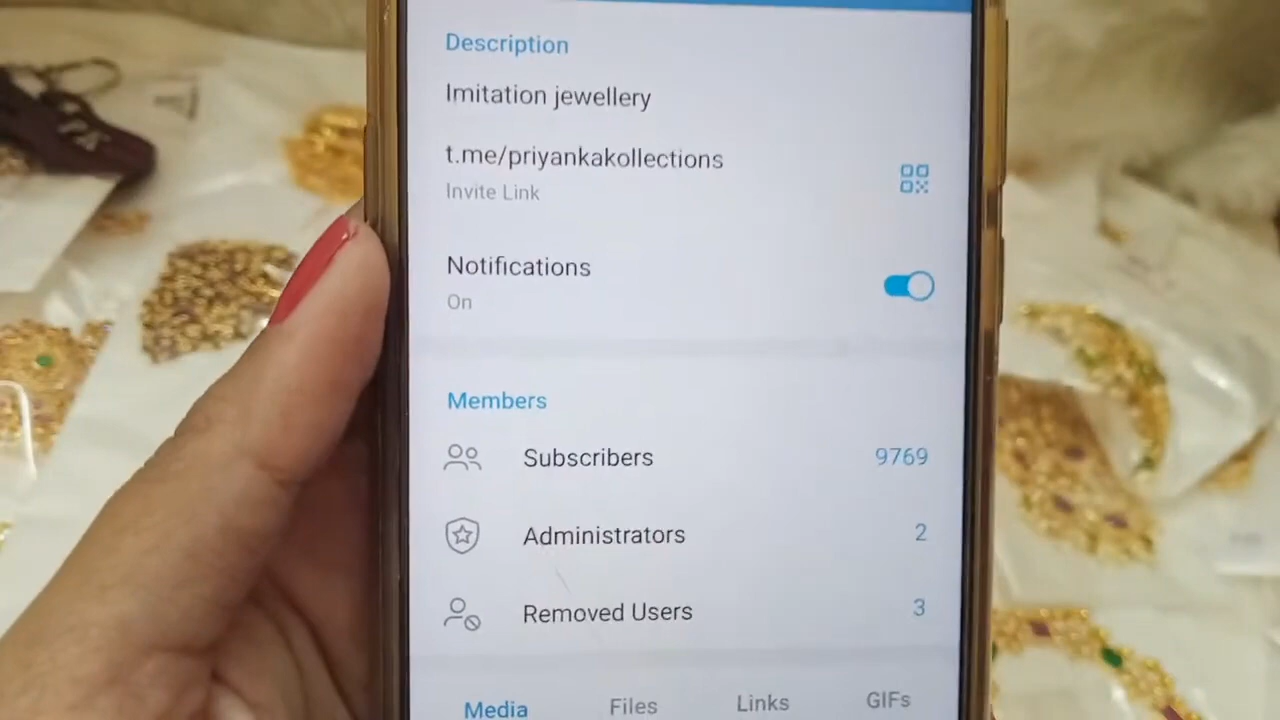 Description
Imitation jewellery
t.me/priyankakollections
Invite Link
Notifications
On
Members
Subscribers 9769
Administrators 2
Removed Users 3
Media Files Links GIFs